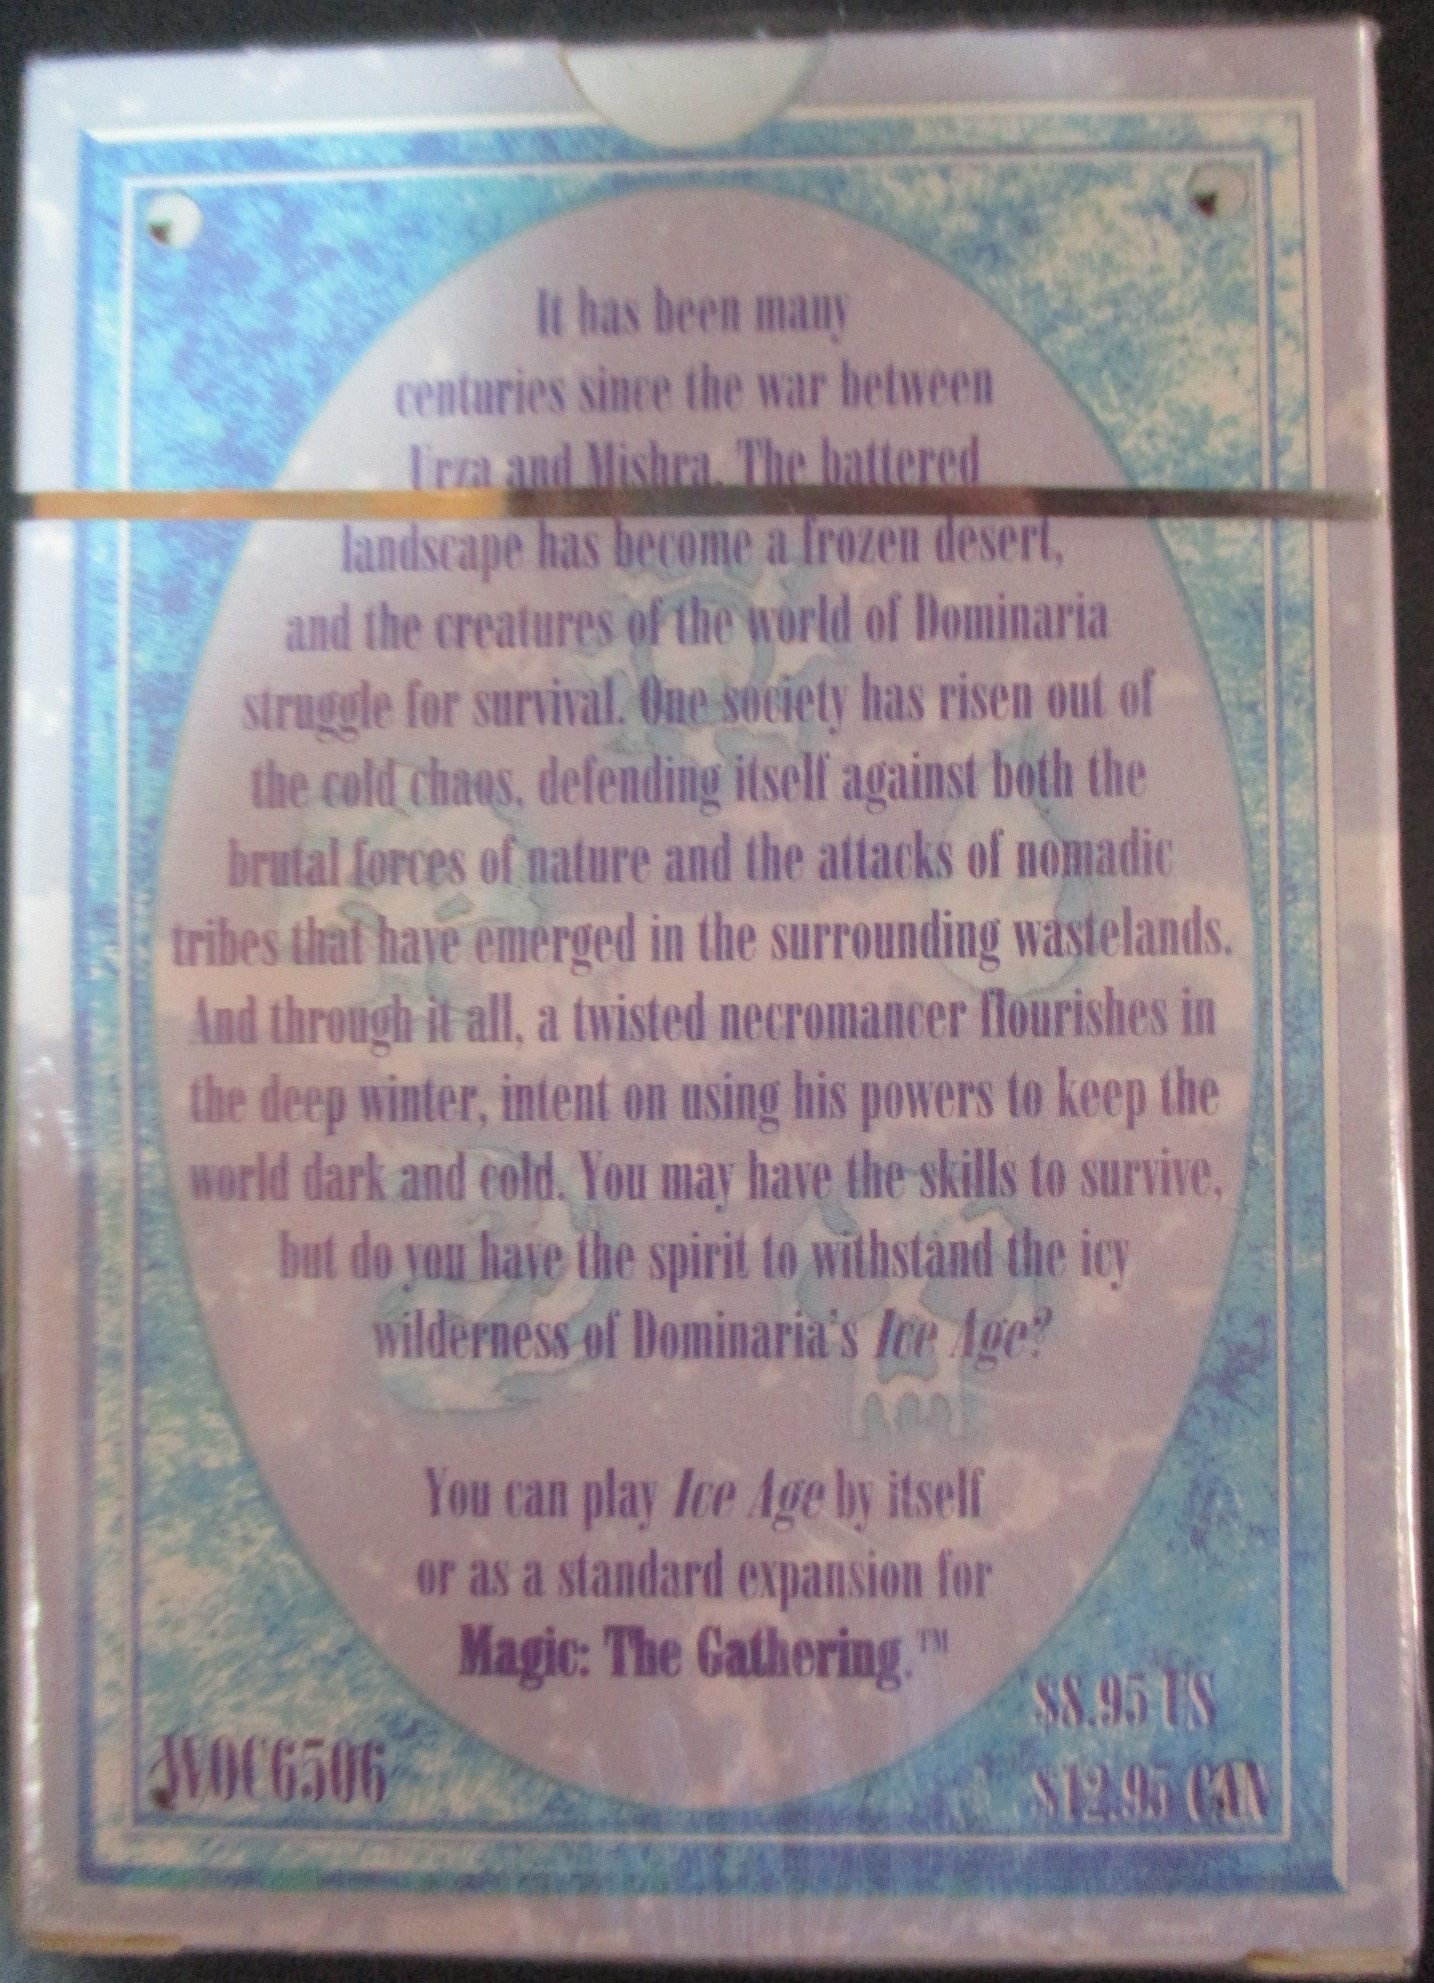 It has been many
centuries since the war between
Urza and Mishra. The battered
landscape has become a frozen desert,
and the creatures of the world of Dominaria
struggle for survival. One society has risen out of
the cold chaos, defending itself against both the
brutal forces of nature and the attacks of nomadic
tribes that have emerged in the surrounding wastelands.
And through it all, a twisted necromancer flourishes in
the deep winter, intent on using his powers to keep the
world dark and cold. You may have the skills to survive,
but do you have the spirit to withstand the icy
wilderness of Dominaria's Ice Age?
You can play Ice Age by itself
or as a standard expansion for
Magic: The Gathering.™
$8.95 US
WOC6506
$12.95 CAN